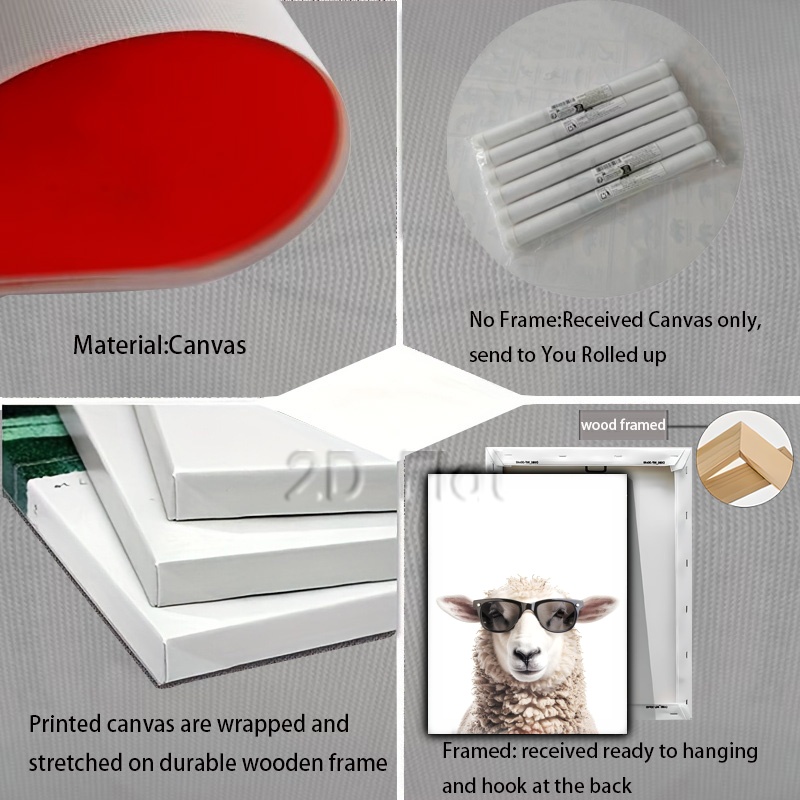 Material:Canvas
No Frame:Received Canvas only,
send to You Rolled up
wood framed
2D Flat
Printed canvas are wrapped and
stretched on durable wooden frame
Framed: received ready to hanging
and hook at the back